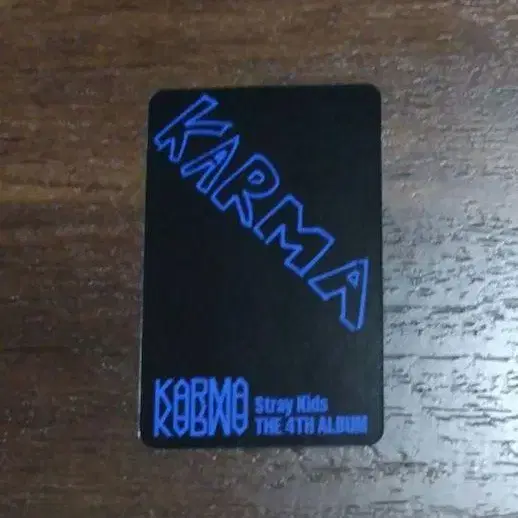 KARMA
KARMA
Stray Kids
THE 4TH ALBUM